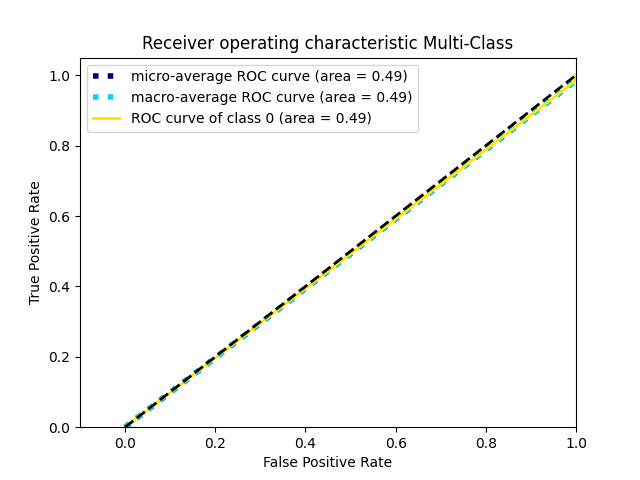 Receiver operating characteristic Multi-Class
micro-average ROC curve (area = 0.49)
macro-average ROC curve (area = 0.49)
ROC curve of class 0 (area = 0.49)
1.0
0.8
0.6
0.4
0.2
0.0
True Positive Rate
0.0 0.2 0.4 0.6 0.8 1.0
False Positive Rate